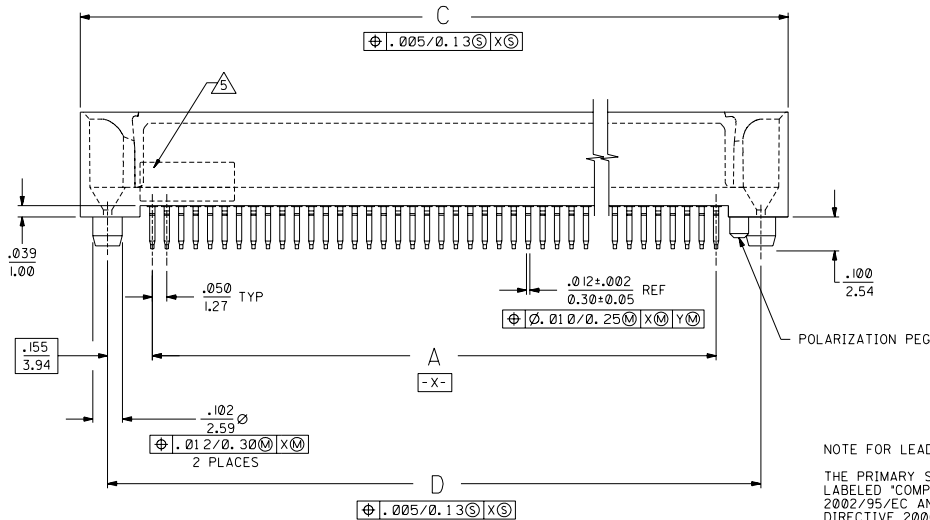 C
⌖ .005/0.13Ⓢ XⓈ
5
.039
1.00
.050
1.27 TYP
.012±.002
0.30±0.05 REF
⌖ Ø.010/0.25Ⓜ XⓂ YⓂ
.100
2.54
POLARIZATION PEG
.155
3.94
A
-X-
.102
2.59 Ø
⌖ .012/0.30Ⓜ XⓂ
2 PLACES
D
⌖ .005/0.13Ⓢ XⓈ
NOTE FOR LEAD
THE PRIMARY S
LABELED "COMP
2002/95/EC AN
DIRECTIVE 200